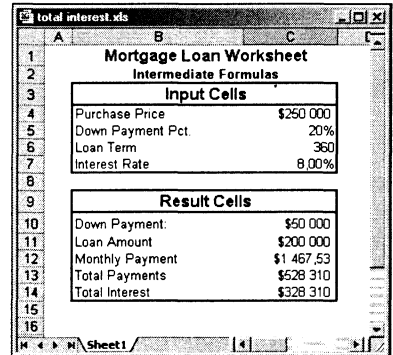 total interest.xls
A B C D
1 Mortgage Loan Worksheet
2 Intermediate Formulas
3 Input Cells
4 Purchase Price $250 000
5 Down Payment Pct. 20%
6 Loan Term 360
7 Interest Rate 8,00%
8
9 Result Cells
10 Down Payment: $50 000
11 Loan Amount $200 000
12 Monthly Payment $1 467,53
13 Total Payments $528 310
14 Total Interest $328 310
15
16
Sheet1